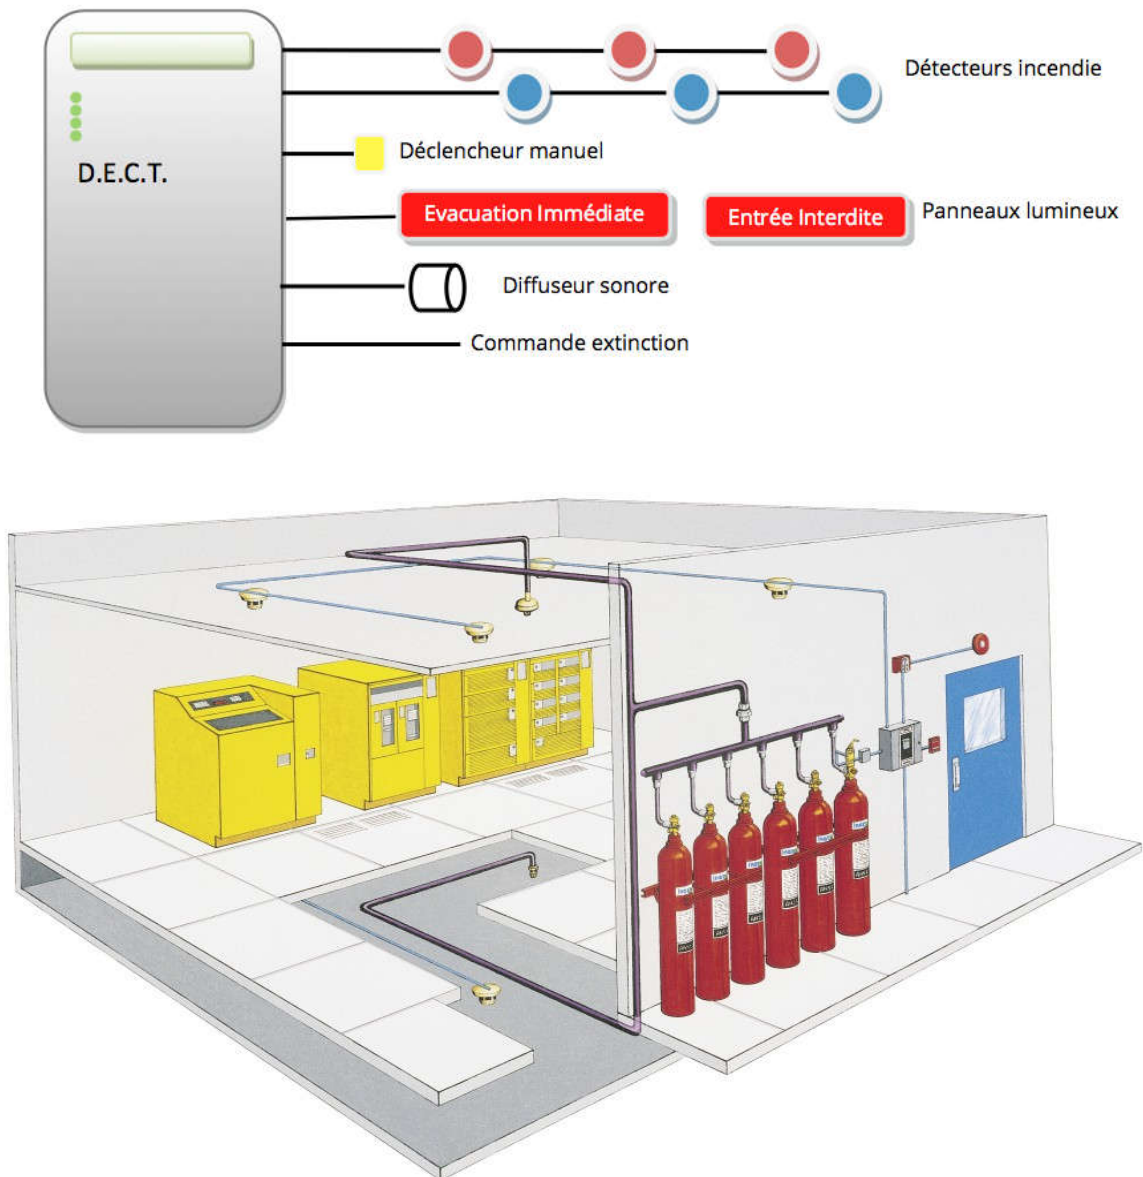 Détecteurs incendie
Déclencheur manuel
D.E.C.T.
Evacuation Immédiate
Entrée Interdite
Panneaux lumineux
Diffuseur sonore
Commande extinction